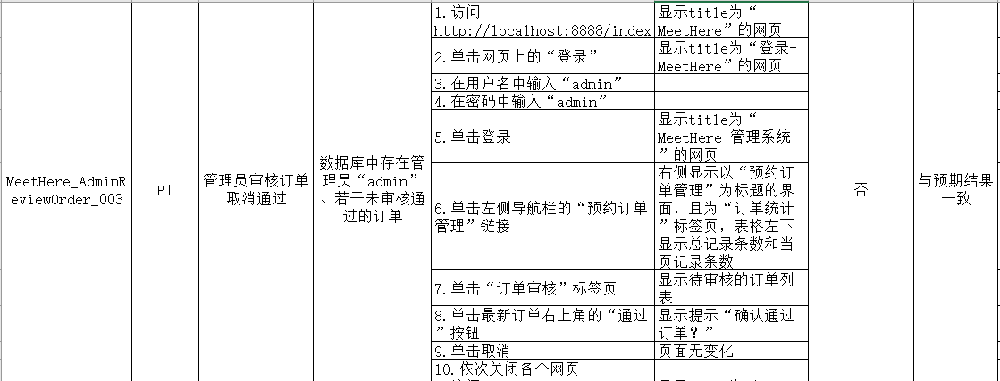 MeetHere_AdminR
eviewOrder_003
P1
管理员审核订单
取消通过
数据库中存在管
理员“admin”
、若干未审核通
过的订单
1.访问
http://localhost:8888/index
显示title为“
MeetHere”的网页
2.单击网页上的“登录”
显示title为“登录-
MeetHere”的网页
3.在用户名中输入“admin”
4.在密码中输入“admin”
5.单击登录
显示title为“
MeetHere-管理系统
”的网页
6.单击左侧导航栏的“预约订单
管理”链接
右侧显示以“预约订
单管理”为标题的界
面，且为“订单统计
”标签页，表格左下
显示总记录条数和当
页记录条数
7.单击“订单审核”标签页
显示待审核的订单列
表
8.单击最新订单右上角的“通过
”按钮
显示提示“确认通过
订单？”
9.单击取消
页面无变化
10.依次关闭各个网页
否
与预期结果
一致